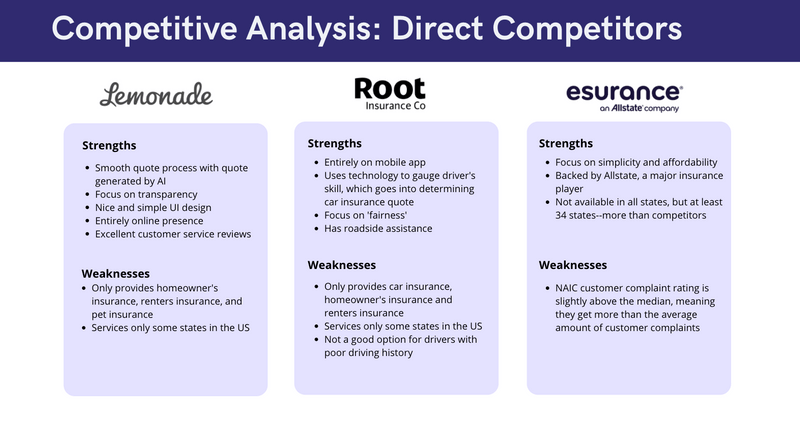 Competitive Analysis: Direct Competitors
Lemonade
Strengths
• Smooth quote process with quote
generated by AI
• Focus on transparency
• Nice and simple UI design
• Entirely online presence
• Excellent customer service reviews
Weaknesses
• Only provides homeowner's
insurance, renters insurance, and
pet insurance
• Services only some states in the US
Root
Insurance Co
Strengths
• Entirely on mobile app
• Uses technology to gauge driver's
skill, which goes into determining
car insurance quote
• Focus on 'fairness'
• Has roadside assistance
Weaknesses
• Only provides car insurance,
homeowner's insurance and
renters insurance
• Services only some states in the US
• Not a good option for drivers with
poor driving history
esurance®
an Allstate® company
Strengths
• Focus on simplicity and affordability
• Backed by Allstate, a major insurance
player
• Not available in all states, but at least
34 states--more than competitors
Weaknesses
• NAIC customer complaint rating is
slightly above the median, meaning
they get more than the average
amount of customer complaints